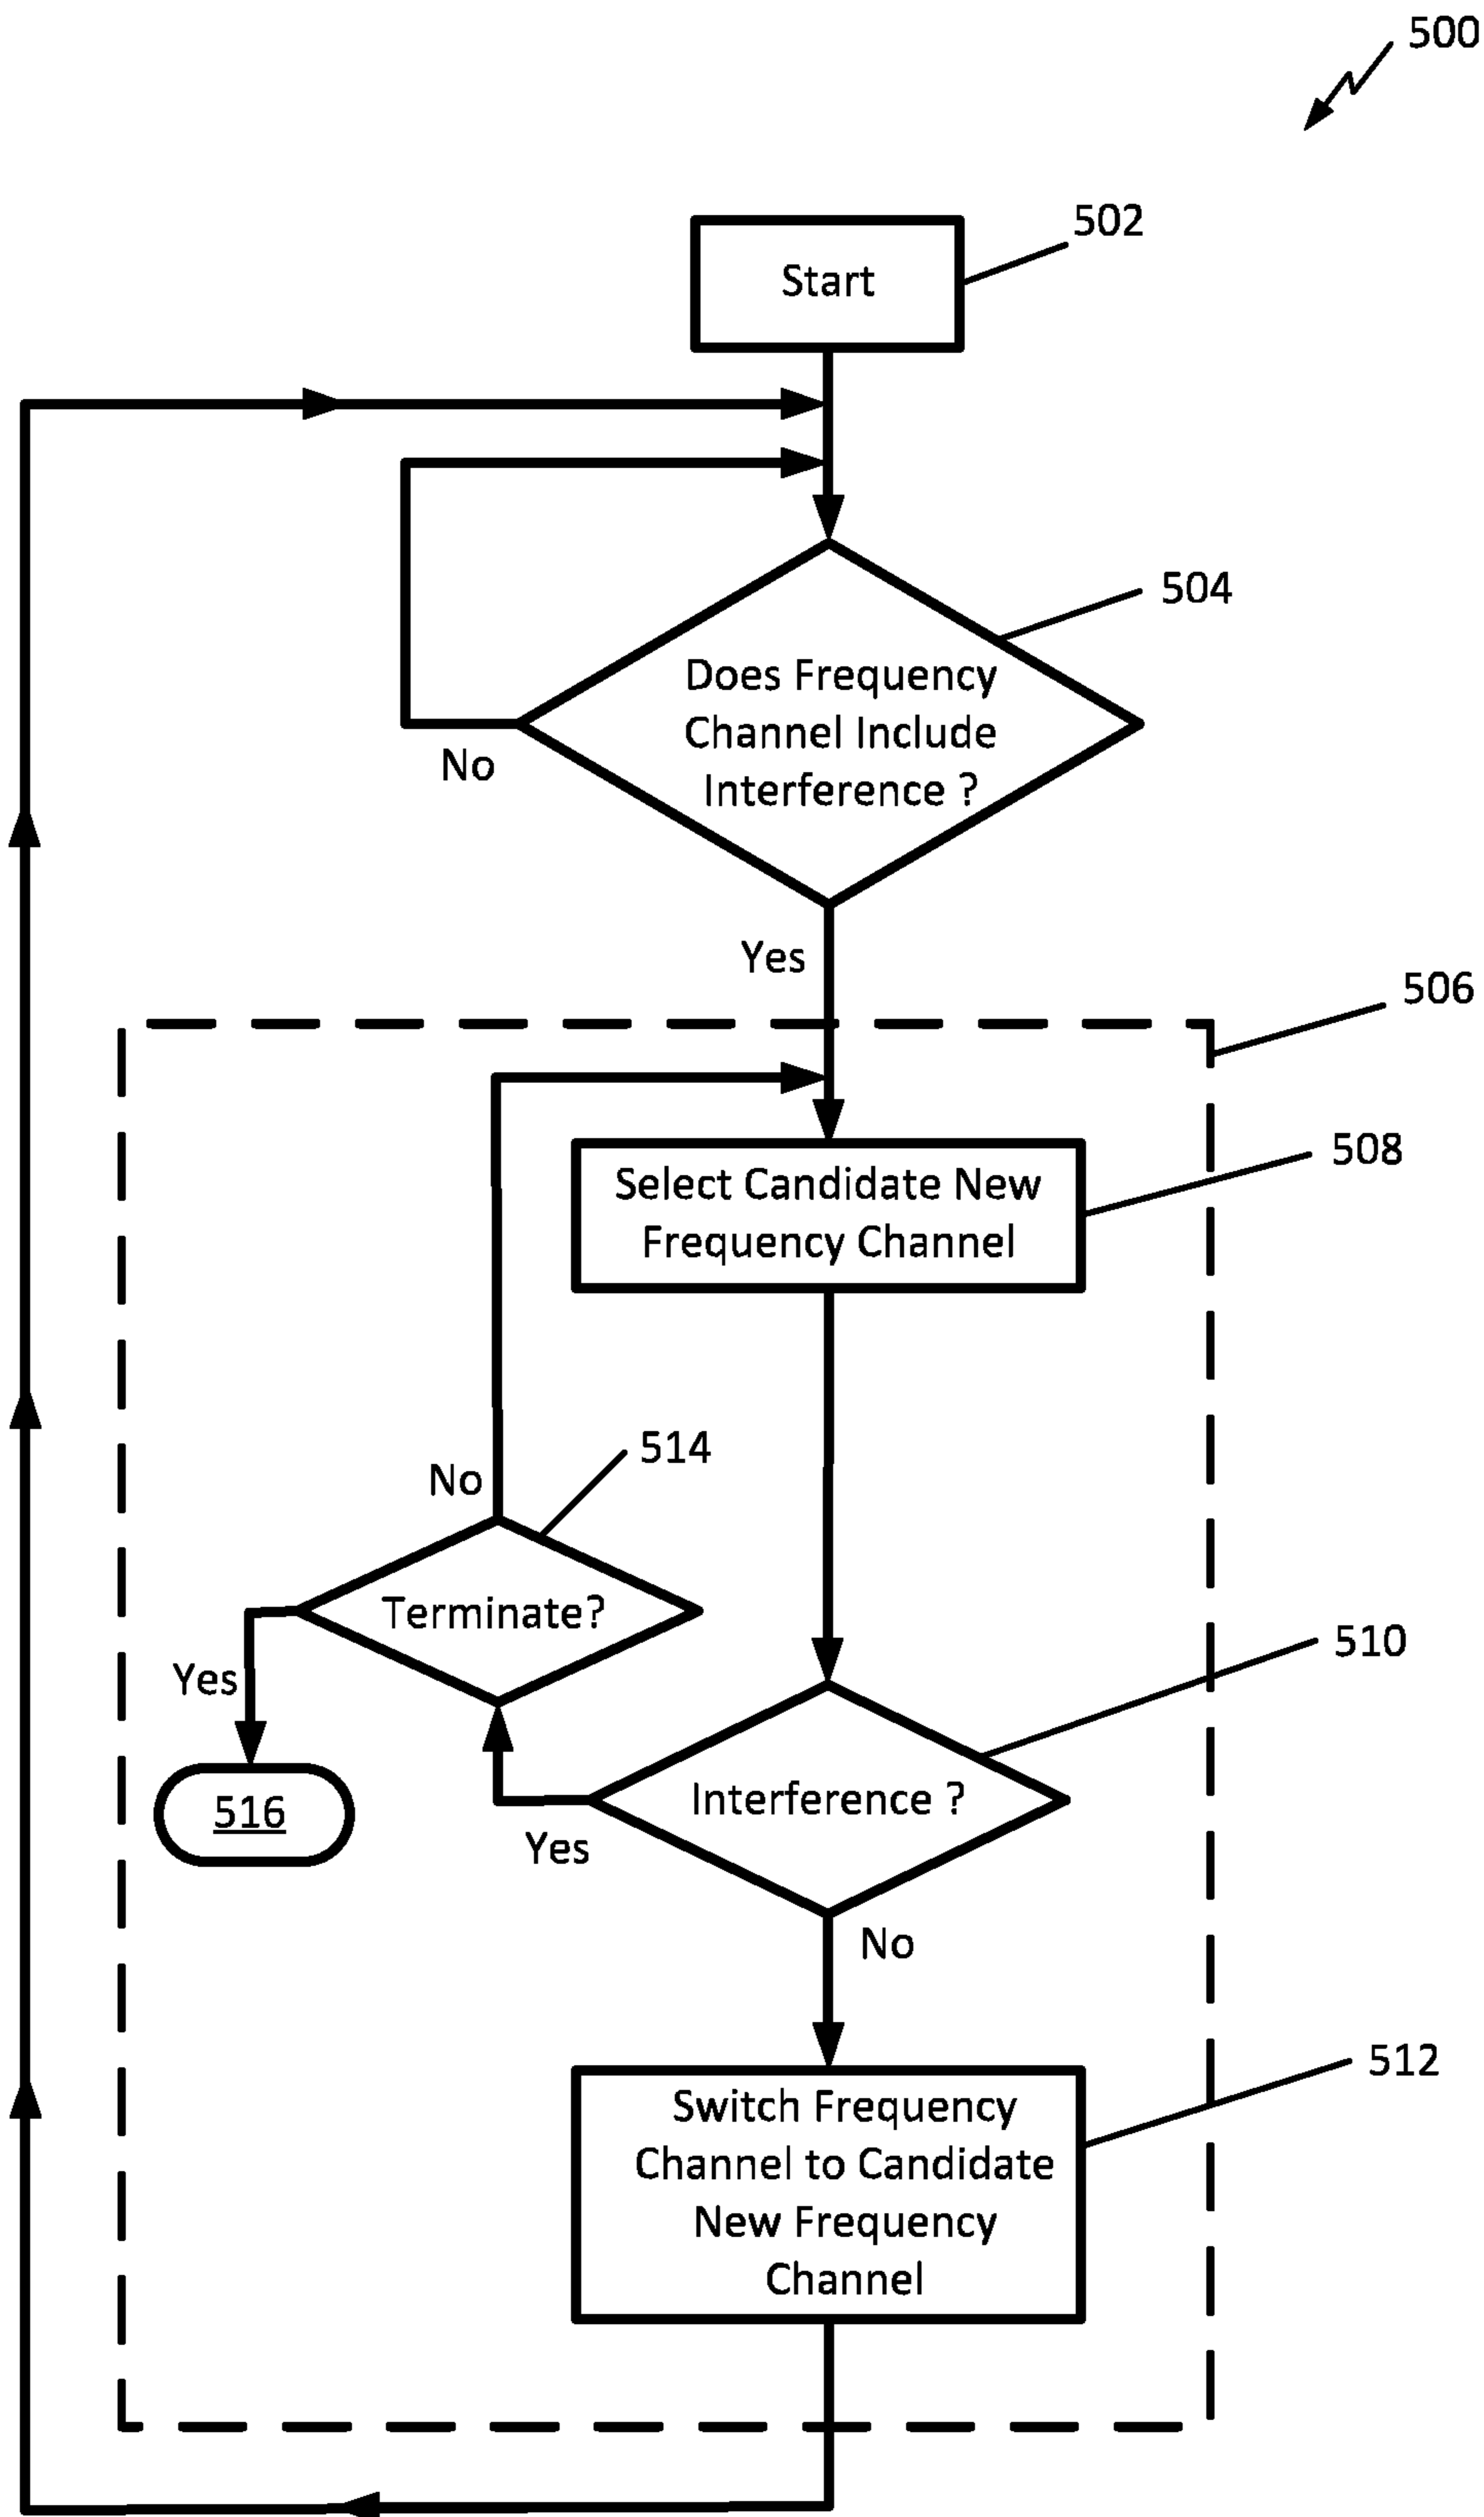 500
502
Start
504
Does Frequency
Channel Include
Interference ?
No
Yes
506
508
Select Candidate New
Frequency Channel
514
No
Terminate?
Yes
510
Interference ?
516
Yes
No
512
Switch Frequency
Channel to Candidate
New Frequency
Channel